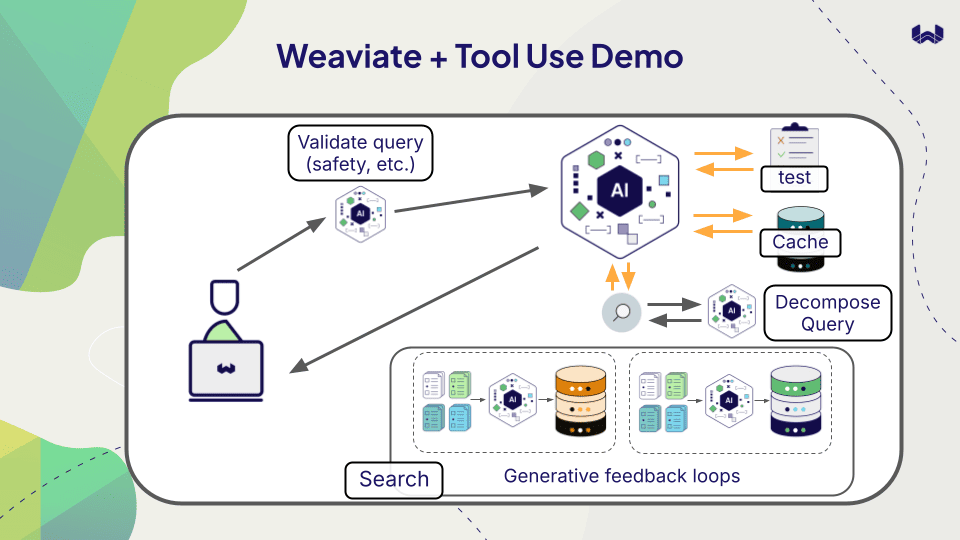 Weaviate + Tool Use Demo
Validate query
(safety, etc.)
AI
AI
test
Cache
Decompose
Query
AI
AI
AI
Search
Generative feedback loops